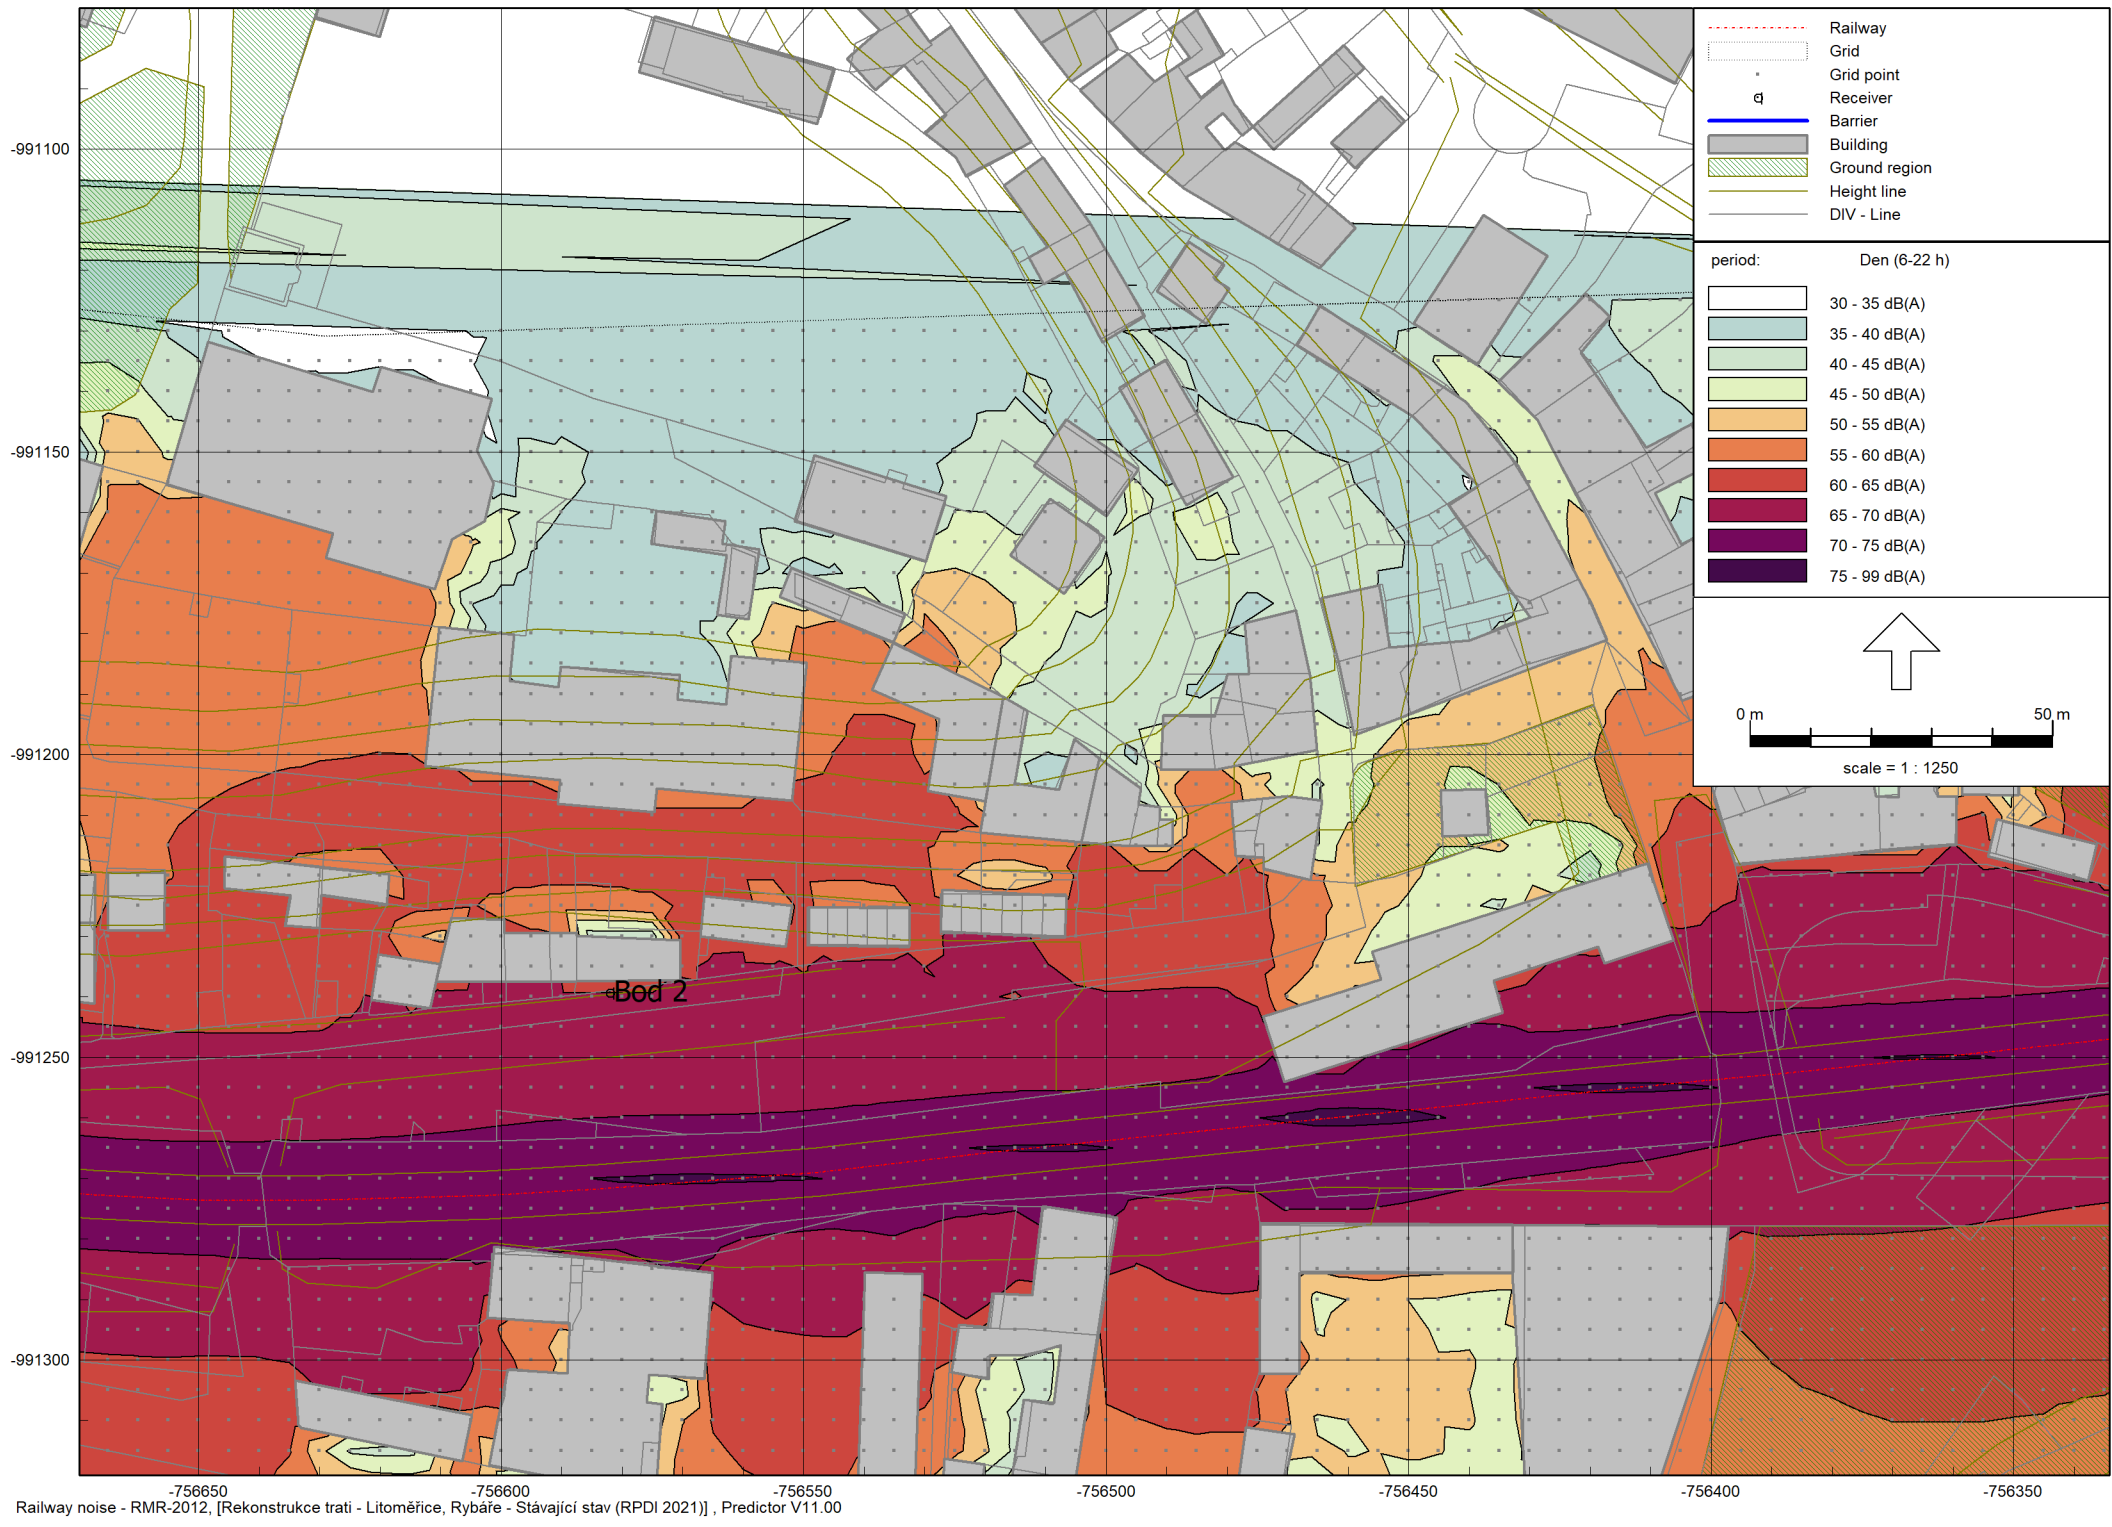 Railway
Grid
Grid point
Receiver
Barrier
Building
Ground region
Height line
DIV - Line
period: Den (6-22 h)
30 - 35 dB(A)
35 - 40 dB(A)
40 - 45 dB(A)
45 - 50 dB(A)
50 - 55 dB(A)
55 - 60 dB(A)
60 - 65 dB(A)
65 - 70 dB(A)
70 - 75 dB(A)
75 - 99 dB(A)
0 m 50 m
scale = 1 : 1250
-991100
-991150
-991200
-991250
-991300
Bod 2
-756650 -756600 -756550 -756500 -756450 -756400 -756350
Railway noise - RMR-2012, [Rekonstrukce trati - Litoměřice, Rybáře - Stávající stav (RPDI 2021)] , Predictor V11.00